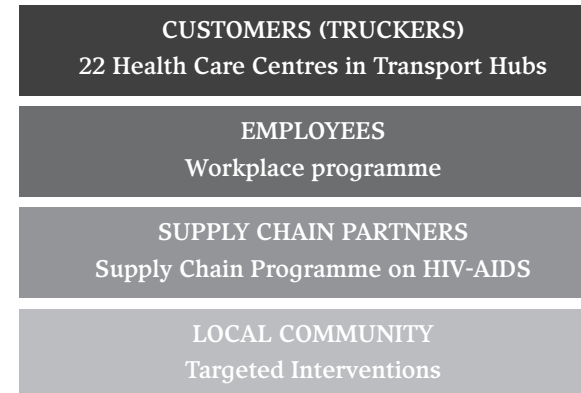 CUSTOMERS (TRUCKERS)
22 Health Care Centres in Transport Hubs
EMPLOYEES
Workplace programme
SUPPLY CHAIN PARTNERS
Supply Chain Programme on HIV-AIDS
LOCAL COMMUNITY
Targeted Interventions